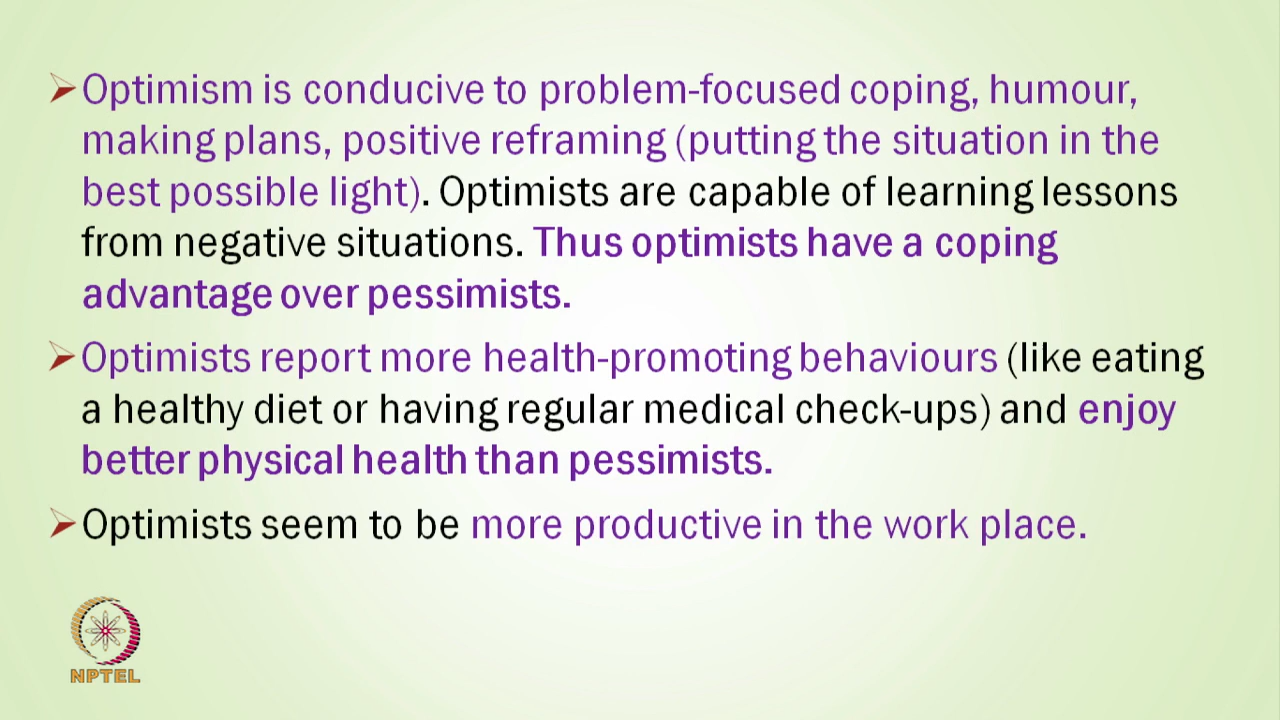 ➢Optimism is conducive to problem-focused coping, humour,
making plans, positive reframing (putting the situation in the
best possible light). Optimists are capable of learning lessons
from negative situations. Thus optimists have a coping
advantage over pessimists.
➢Optimists report more health-promoting behaviours (like eating
a healthy diet or having regular medical check-ups) and enjoy
better physical health than pessimists.
➢Optimists seem to be more productive in the work place.
NPTEL